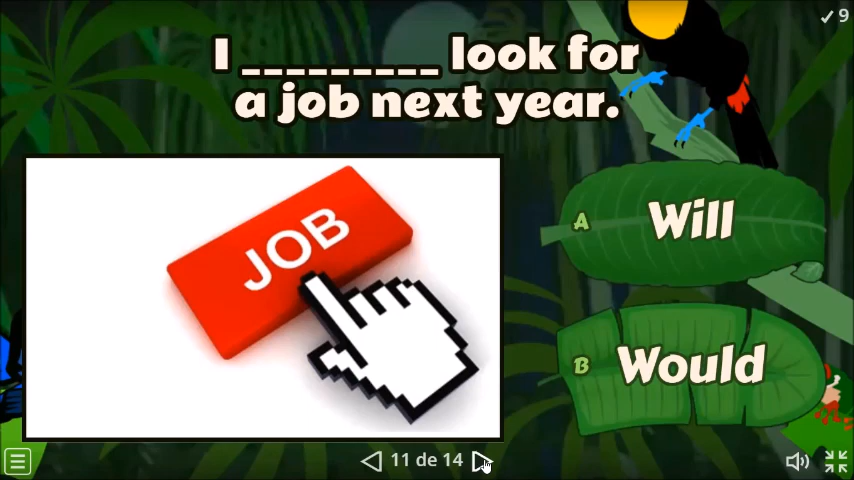 9
I _________ look for
a job next year.
JOB
A Will
B Would
11 de 14